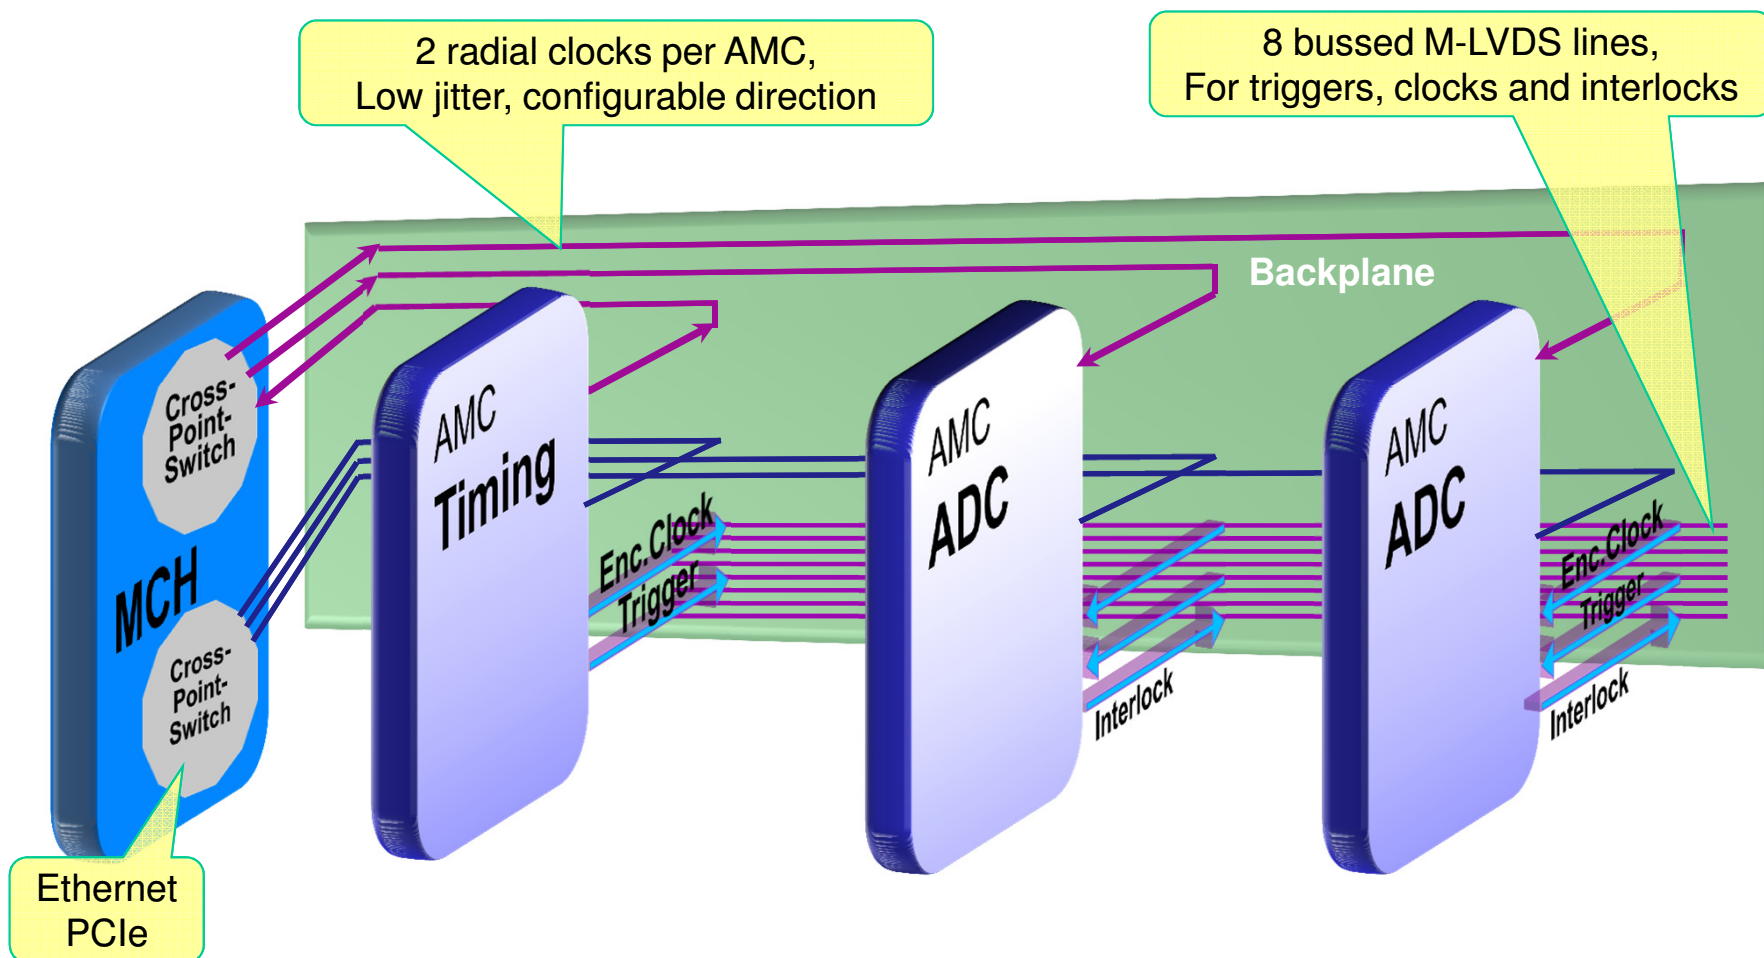 2 radial clocks per AMC,
Low jitter, configurable direction
8 bussed M-LVDS lines,
For triggers, clocks and interlocks
Backplane
Cross-
Point-
Switch
MCH
Cross-
Point-
Switch
Ethernet
PCIe
AMC
Timing
Enc.Clock
Trigger
AMC
ADC
Interlock
AMC
ADC
Enc.Clock
Trigger
Interlock